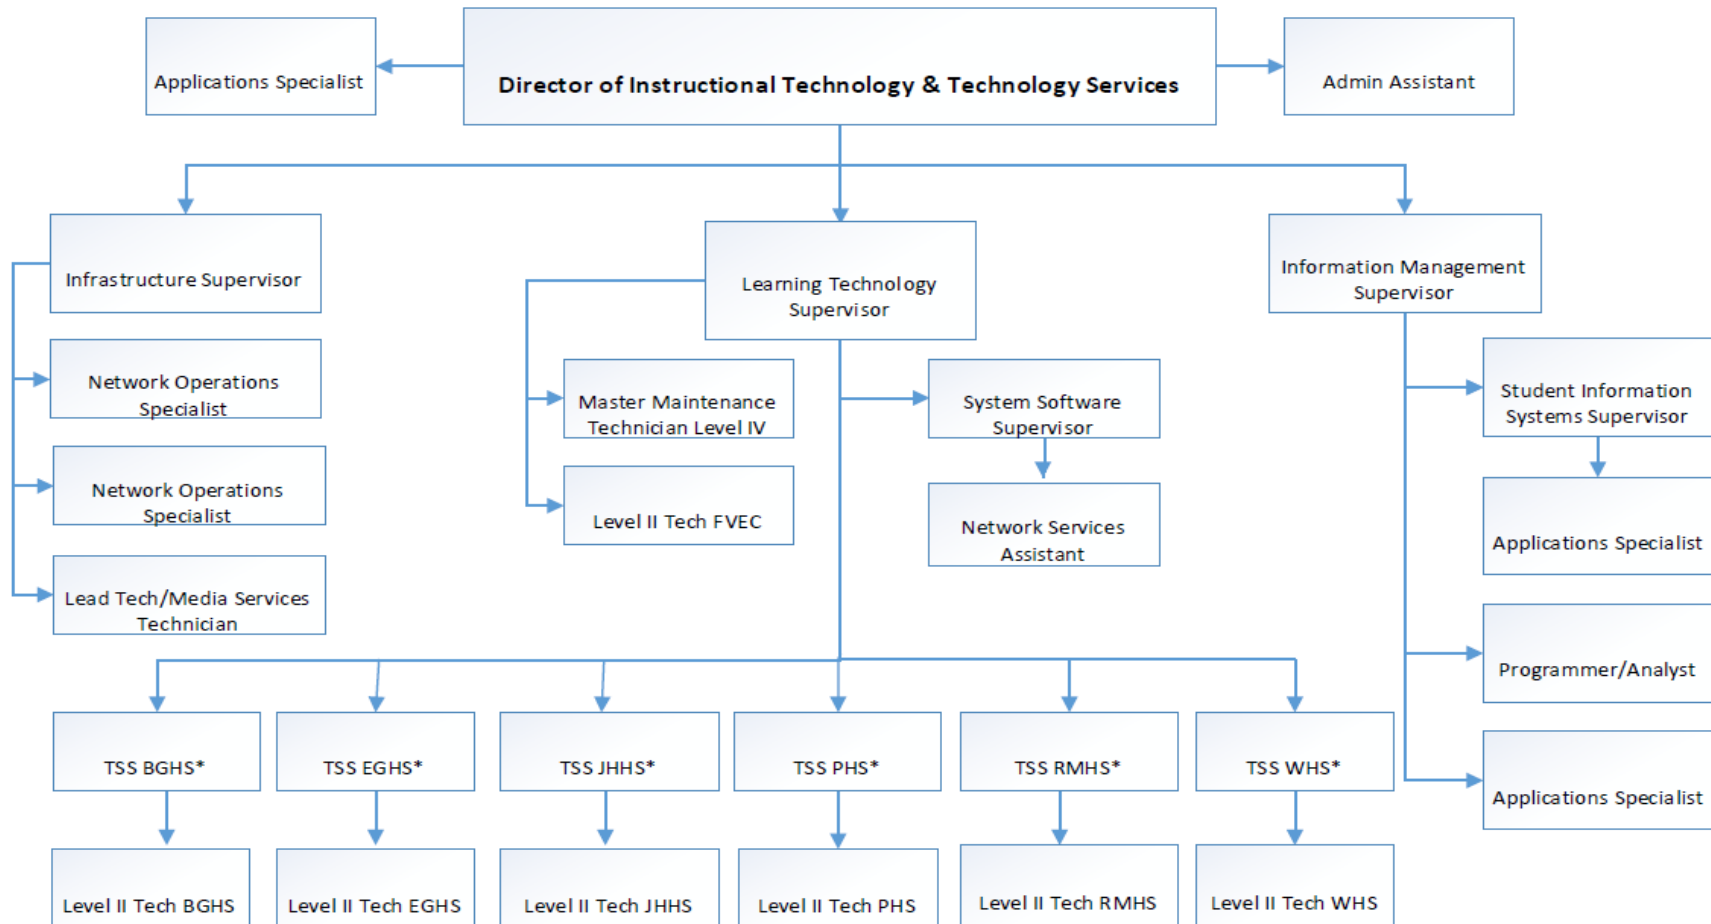 Applications Specialist
Director of Instructional Technology & Technology Services
Admin Assistant
Infrastructure Supervisor
Learning Technology
Supervisor
Information Management
Supervisor
Network Operations
Specialist
Network Operations
Specialist
Lead Tech/Media Services
Technician
Master Maintenance
Technician Level IV
Level II Tech FVEC
System Software
Supervisor
Network Services
Assistant
Student Information
Systems Supervisor
Applications Specialist
Programmer/Analyst
Applications Specialist
TSS BGHS*
TSS EGHS*
TSS JHHS*
TSS PHS*
TSS RMHS*
TSS WHS*
Level II Tech BGHS
Level II Tech EGHS
Level II Tech JHHS
Level II Tech PHS
Level II Tech RMHS
Level II Tech WHS